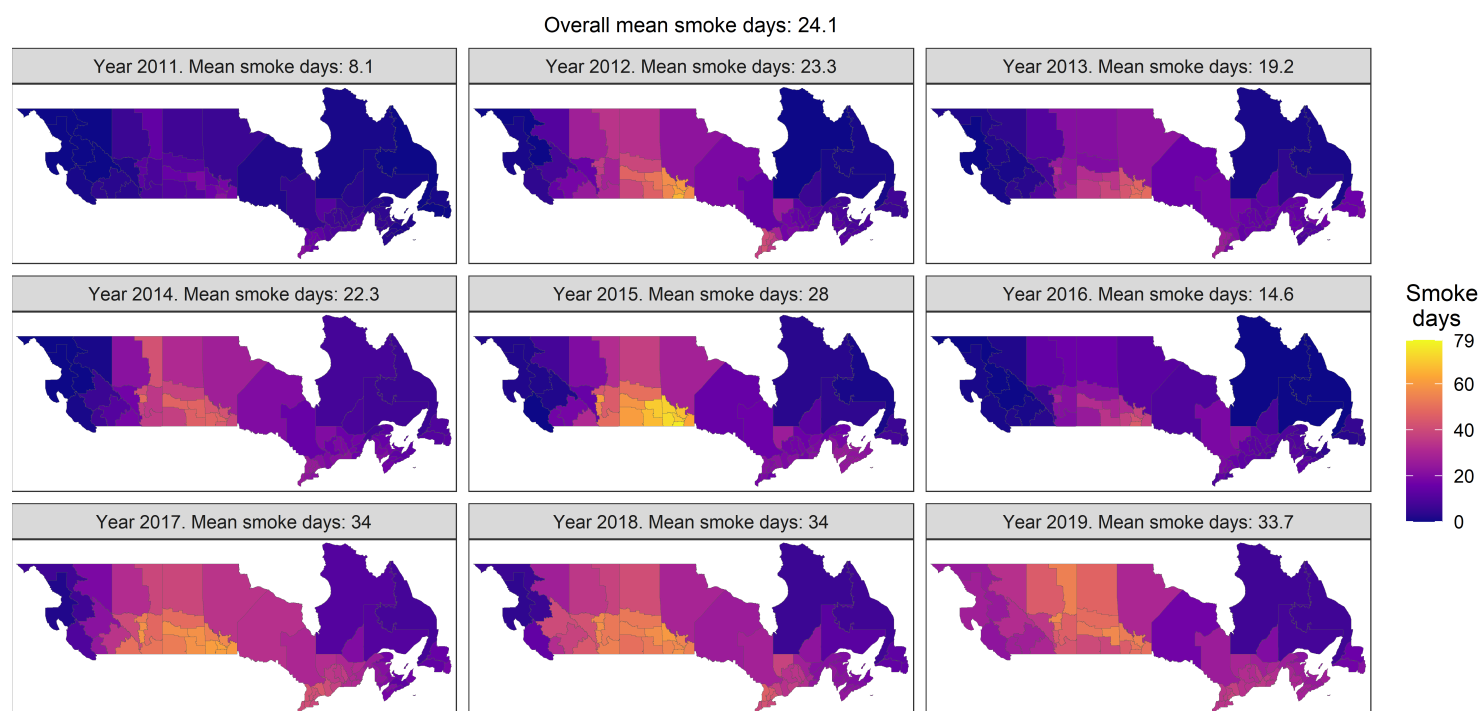 Overall mean smoke days: 24.1
Year 2011. Mean smoke days: 8.1
Year 2012. Mean smoke days: 23.3
Year 2013. Mean smoke days: 19.2
Year 2014. Mean smoke days: 22.3
Year 2015. Mean smoke days: 28
Year 2016. Mean smoke days: 14.6
Smoke
days
79
60
40
20
0
Year 2017. Mean smoke days: 34
Year 2018. Mean smoke days: 34
Year 2019. Mean smoke days: 33.7